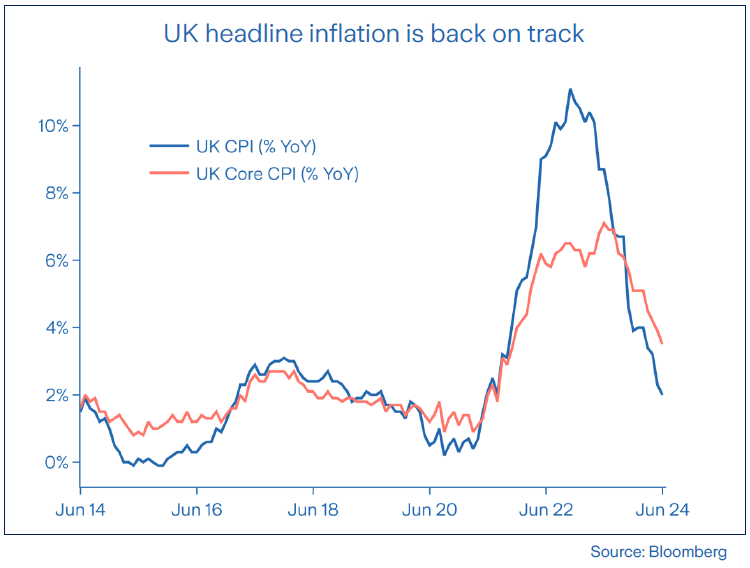 UK headline inflation is back on track
UK CPI (% YoY)
UK Core CPI (% YoY)
10%
8%
6%
4%
2%
0%
Jun 14 Jun 16 Jun 18 Jun 20 Jun 22 Jun 24
Source: Bloomberg